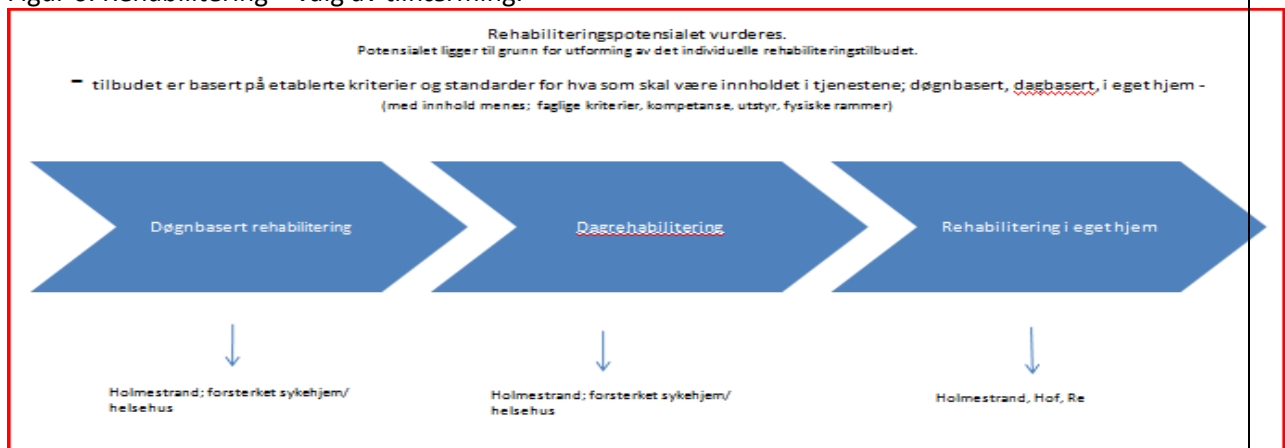 Rehabiliteringspotensialet vurderes.
Potensialet ligger til grunn for utforming av det individuelle rehabiliteringstilbudet.
- tilbudet er basert på etablerte kriterier og standarder for hva som skal være innholdet i tjenestene; døgnbasert, dagbasert, i eget hjem -
(med innhold menes; faglige kriterier, kompetanse, utstyr, fysiske rammer)
Døgnbasert rehabilitering
Dagrehabilitering
Rehabilitering i eget hjem
Holmestrand; forsterket sykehjem/
helsehus
Holmestrand; forsterket sykehjem/
helsehus
Holmestrand, Hof, Re